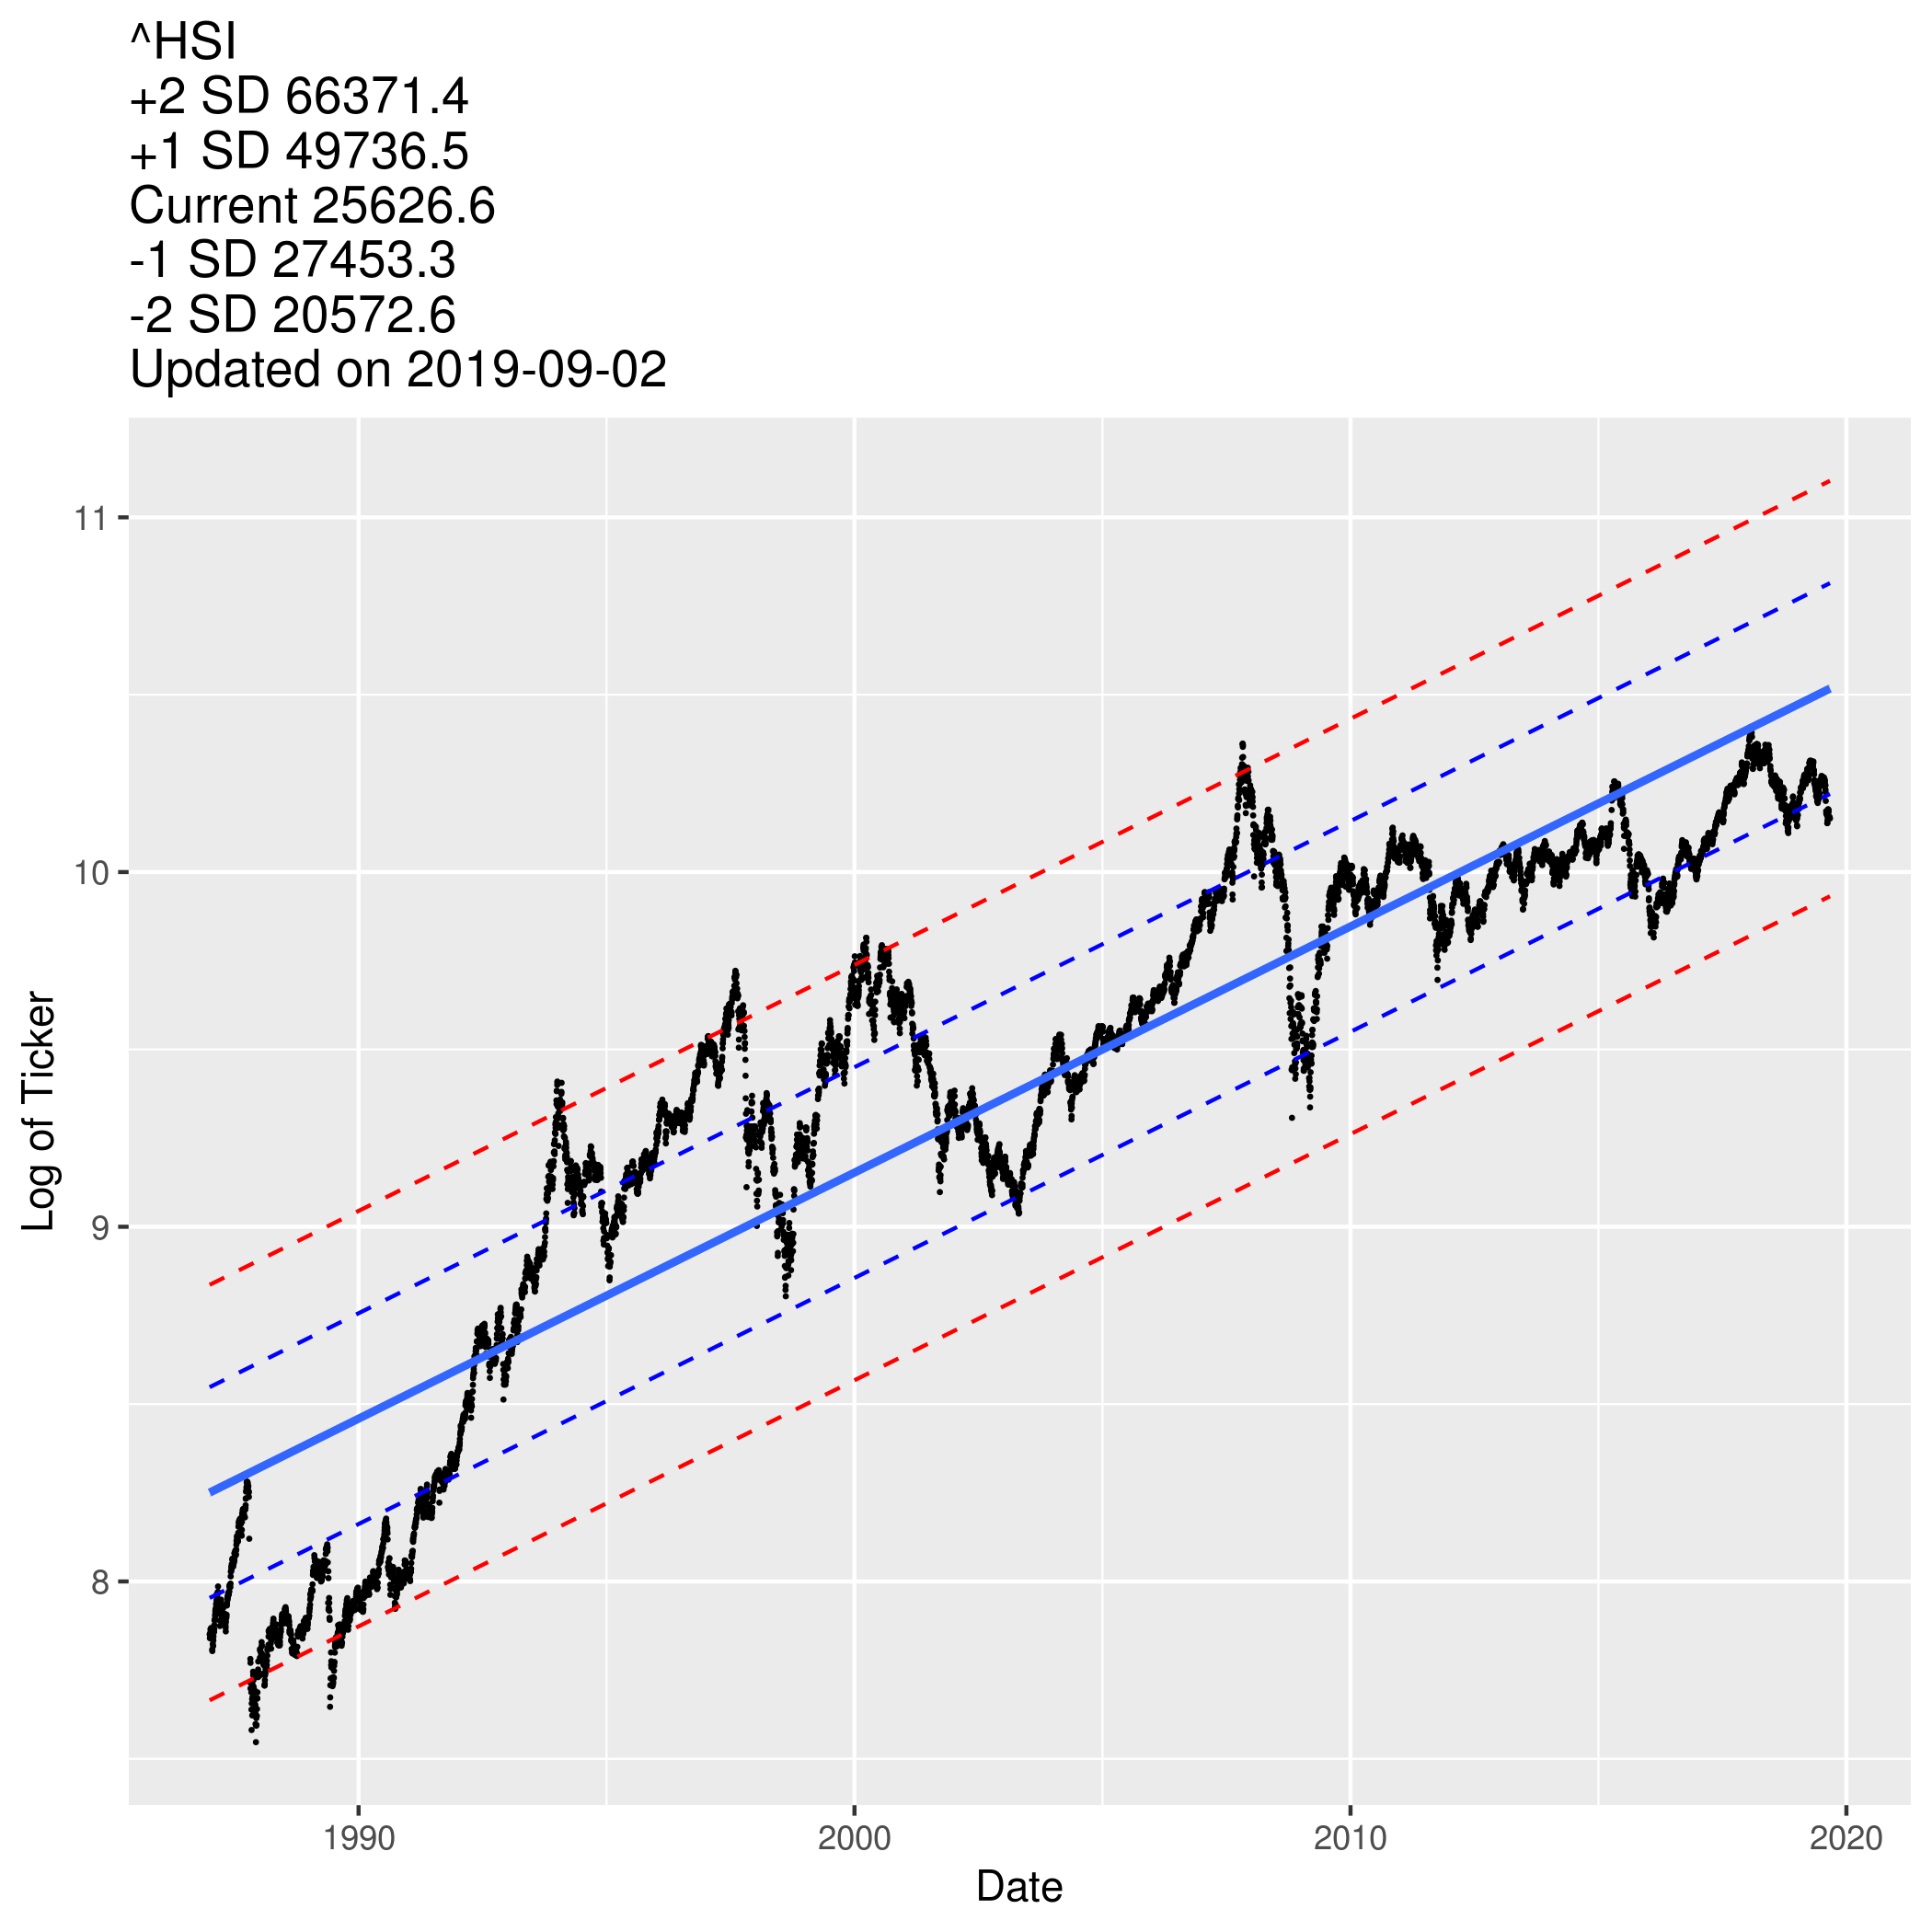 ^HSI
+2 SD 66371.4
+1 SD 49736.5
Current 25626.6
-1 SD 27453.3
-2 SD 20572.6
Updated on 2019-09-02
11
10
9
8
Log of Ticker
1990 2000 2010 2020
Date